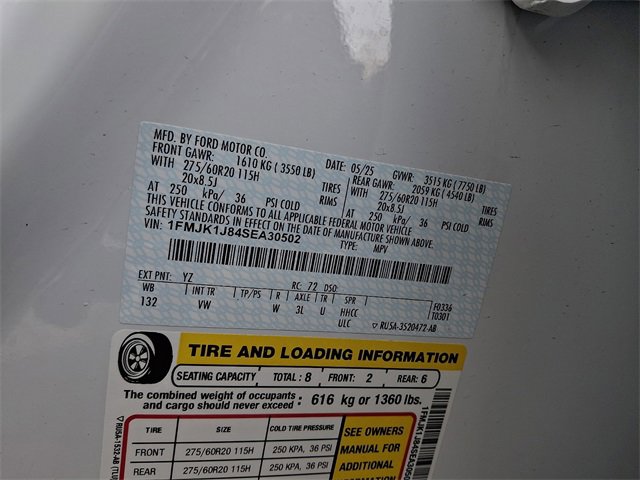 MFD. BY FORD MOTOR CO.
DATE: 05/25 GVWR: 3515 KG (7750 LB)
FRONT GAWR: 1610 KG (3550 LB) REAR GAWR: 2059 KG (4540 LB)
WITH 275/60R20 115H TIRES WITH 275/60R20 115H TIRES
20x8.5J RIMS 20x8.5J RIMS
AT 250 kPa/ 36 PSI COLD AT 250 kPa/ 36 PSI COLD
THIS VEHICLE CONFORMS TO ALL APPLICABLE FEDERAL MOTOR VEHICLE
SAFETY STANDARDS IN EFFECT ON THE DATE OF MANUFACTURE SHOWN ABOVE.
VIN: 1FMJK1J84SEA30502
TYPE: MPV
EXT PNT: YZ RC: 72 DSO:
WB INT TR TP/PS R AXLE TR SPR F0336
132 VW W 3L U HHCC T0301
ULC ▽ RUSA-3520472-AB
TIRE AND LOADING INFORMATION
SEATING CAPACITY TOTAL: 8 FRONT: 2 REAR: 6
The combined weight of occupants and cargo should never exceed: 616 kg or 1360 lbs.
TIRE SIZE COLD TIRE PRESSURE SEE OWNERS
FRONT 275/60R20 115H 250 KPA, 36 PSI MANUAL FOR
REAR 275/60R20 115H 250 KPA, 36 PSI ADDITIONAL